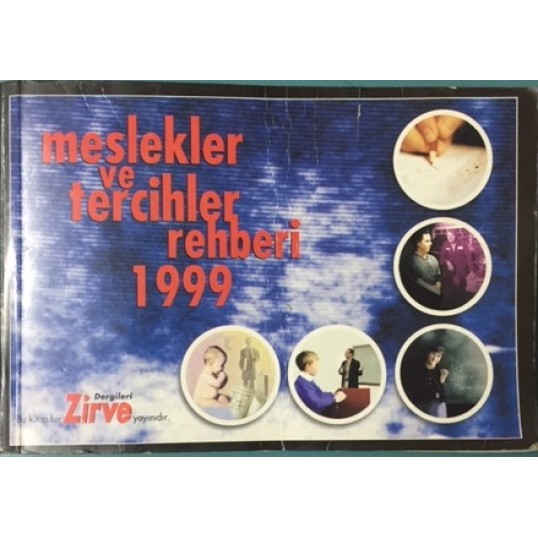 meslekler
ve
tercihler
rehberi
1999
Dergileri
Bu kitap bir Zirve yayınıdır.